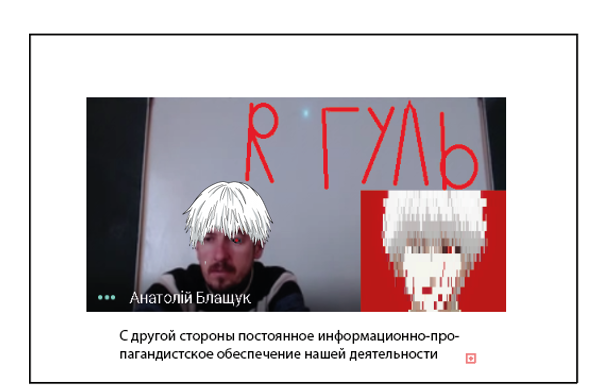 R ГУЛЬ
Анатолій Блащук
С другой стороны постоянное информационно-про-
пагандистское обеспечение нашей деятельности